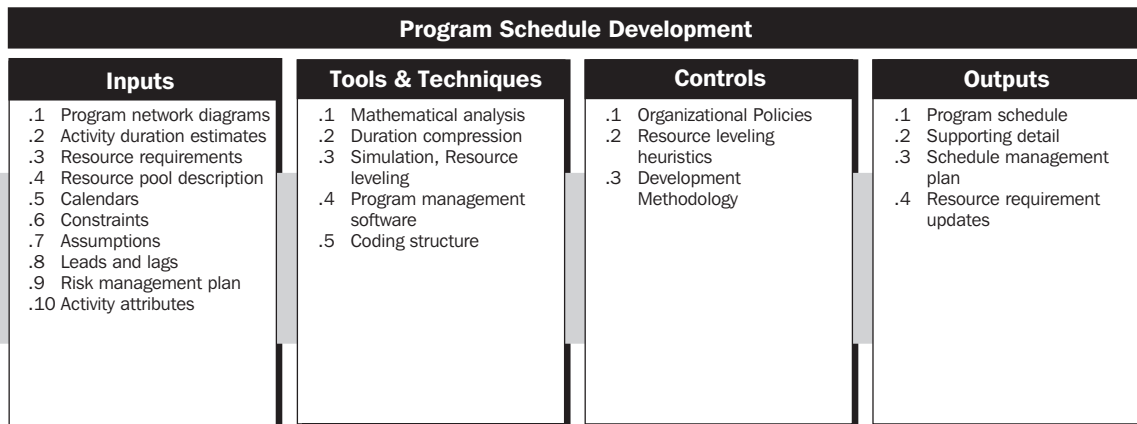 Program Schedule Development
Inputs
.1 Program network diagrams
.2 Activity duration estimates
.3 Resource requirements
.4 Resource pool description
.5 Calendars
.6 Constraints
.7 Assumptions
.8 Leads and lags
.9 Risk management plan
.10 Activity attributes
Tools & Techniques
.1 Mathematical analysis
.2 Duration compression
.3 Simulation, Resource
leveling
.4 Program management
software
.5 Coding structure
Controls
.1 Organizational Policies
.2 Resource leveling
heuristics
.3 Development
Methodology
Outputs
.1 Program schedule
.2 Supporting detail
.3 Schedule management
plan
.4 Resource requirement
updates